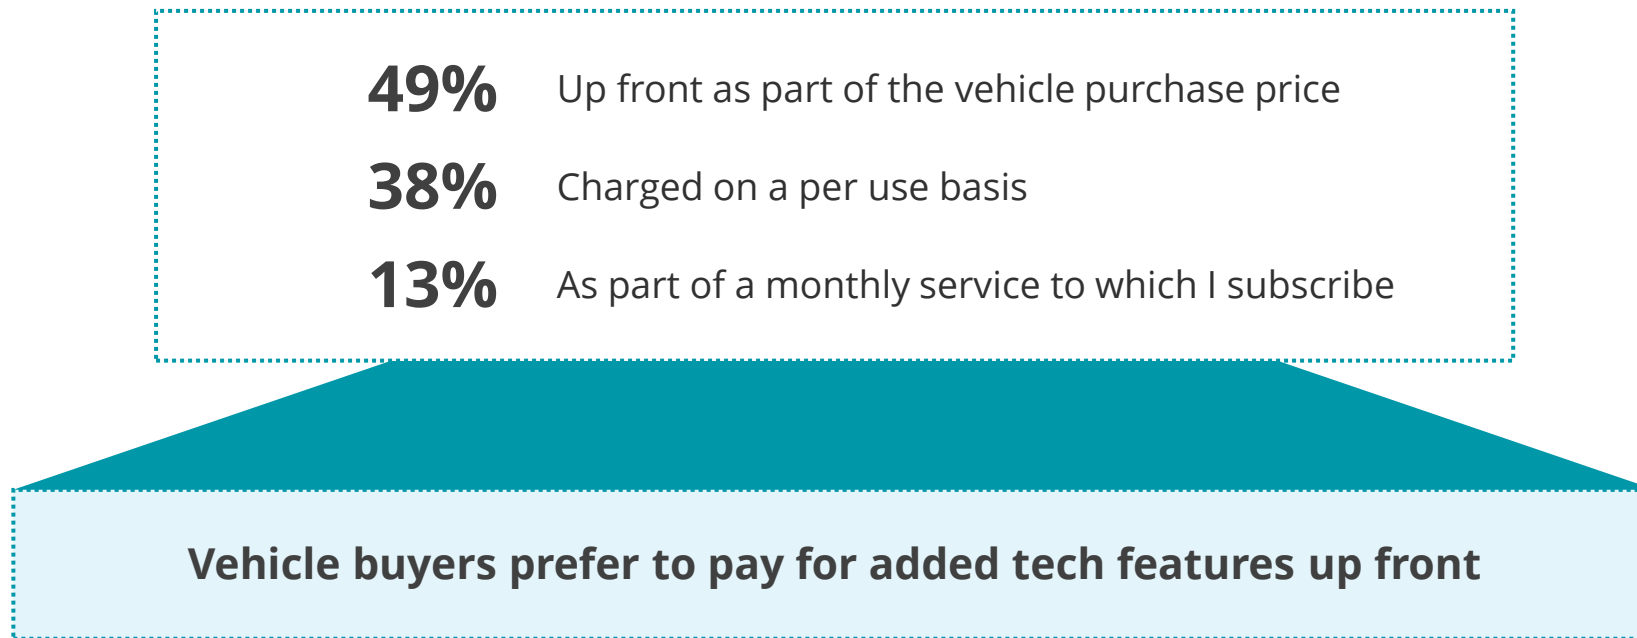 49% Up front as part of the vehicle purchase price
38% Charged on a per use basis
13% As part of a monthly service to which I subscribe
Vehicle buyers prefer to pay for added tech features up front